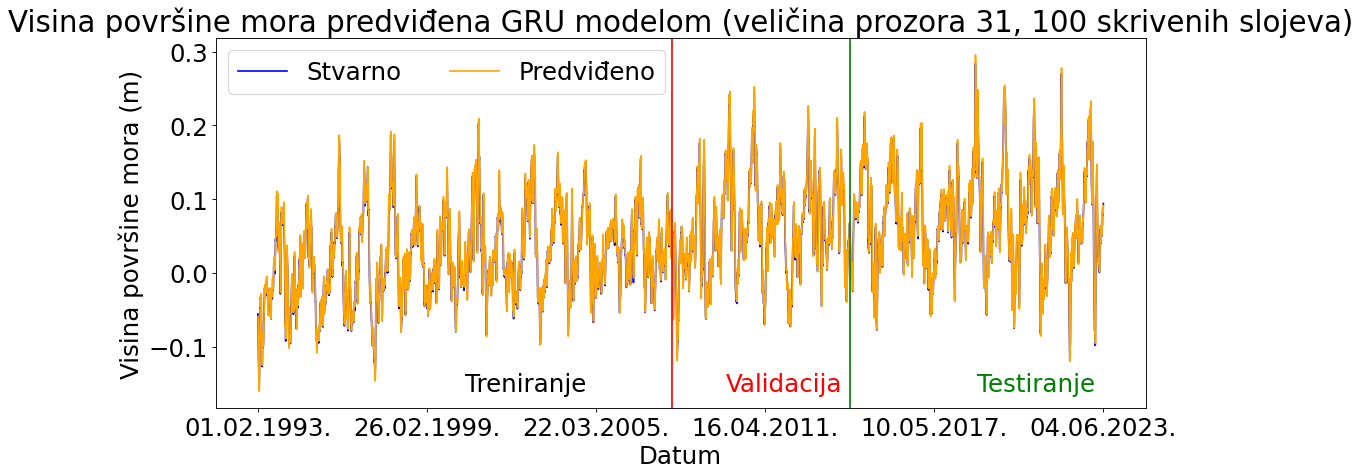 Visina površine mora predviđena GRU modelom (veličina prozora 31, 100 skrivenih slojeva)
Stvarno Predviđeno
Visina površine mora (m)
0.3
0.2
0.1
0.0
−0.1
Treniranje Validacija Testiranje
01.02.1993. 26.02.1999. 22.03.2005. 16.04.2011. 10.05.2017. 04.06.2023.
Datum